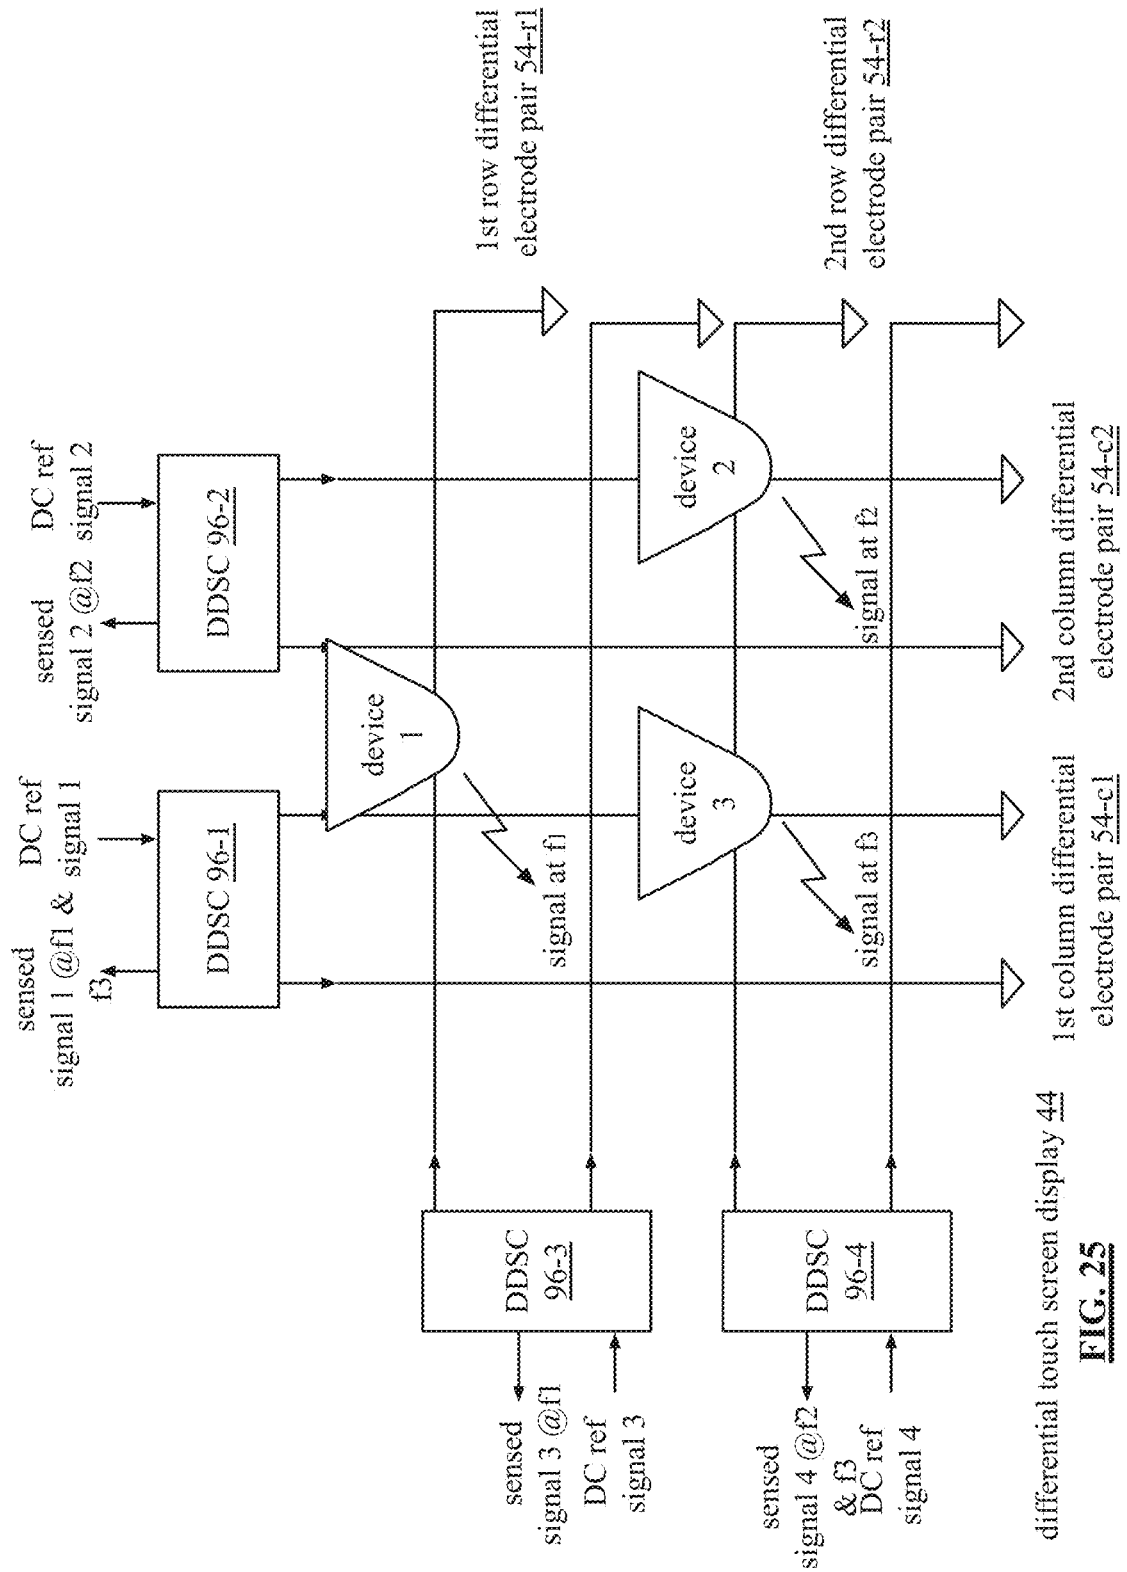 sensed
signal 1 @f1 &
f3
DC ref
signal 1
sensed
signal 2 @f2
DC ref
signal 2
DDSC 96-1
DDSC 96-2
device
1
signal at f1
1st row differential
electrode pair 54-r1
DDSC
96-3
sensed
signal 3 @f1
DC ref
signal 3
device
3
signal at f3
device
2
signal at f2
2nd row differential
electrode pair 54-r2
DDSC
96-4
sensed
signal 4 @f2
& f3
DC ref
signal 4
1st column differential
electrode pair 54-c1
2nd column differential
electrode pair 54-c2
differential touch screen display 44
FIG. 25